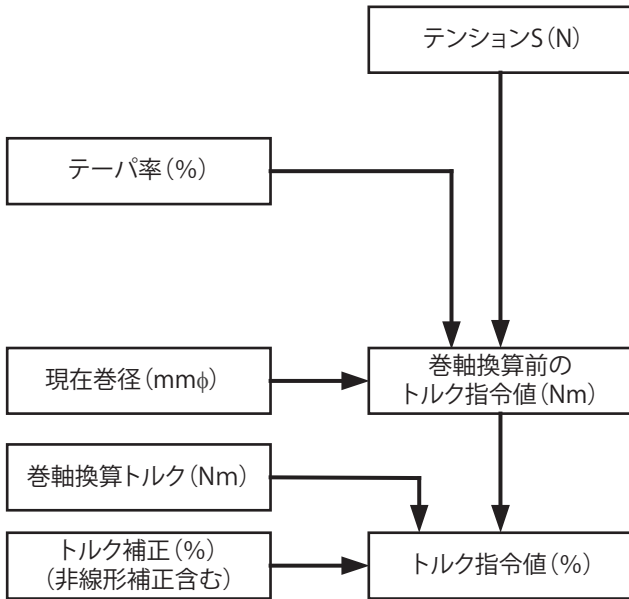 テンションS(N)
テーパ率(%)
現在巻径(mmφ)
巻軸換算前の
トルク指令値(Nm)
巻軸換算トルク(Nm)
トルク補正(%)
(非線形補正含む)
トルク指令値(%)